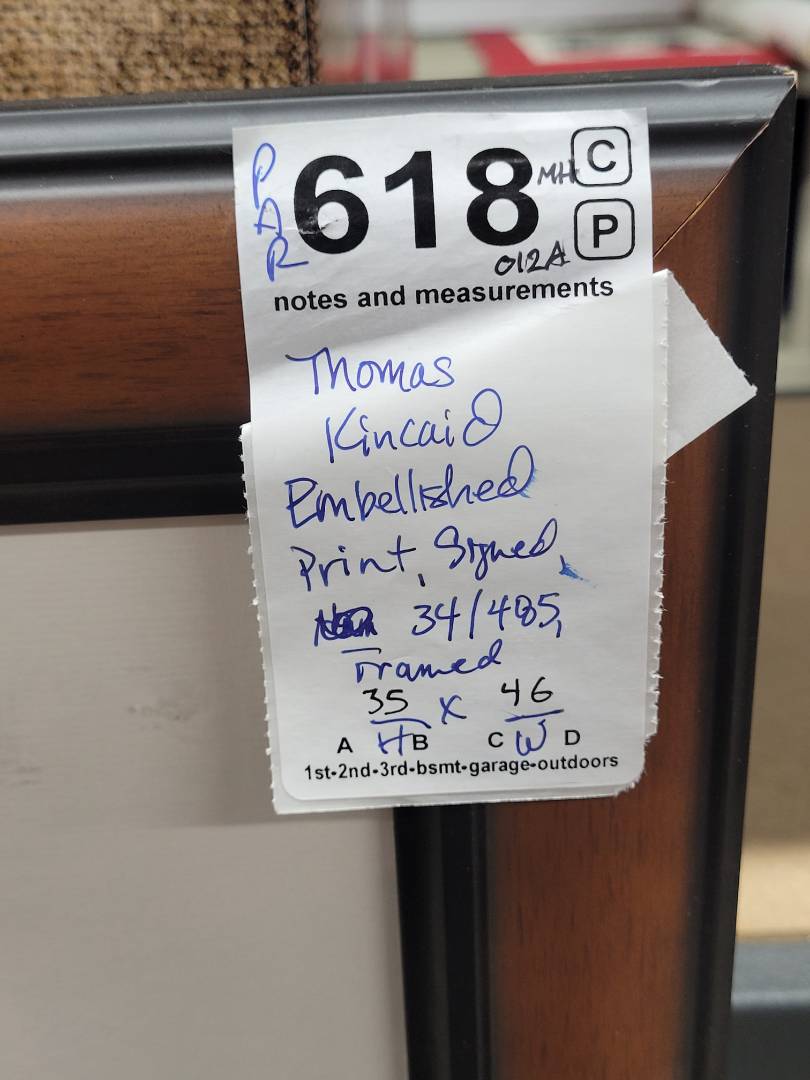 PAR
618 MH C
012A P
notes and measurements
Thomas
Kincaid
Embellished
Print, Signed,
34/485,
Framed
35 x 46
A H B C W D
1st-2nd-3rd-bsmt-garage-outdoors